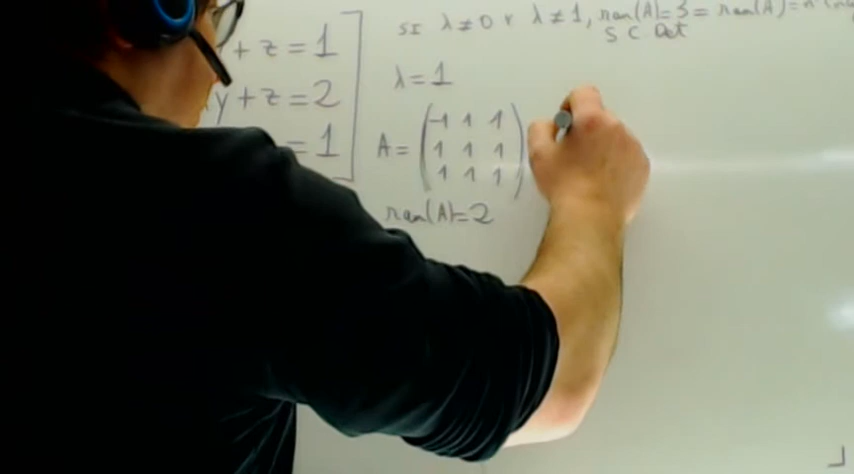 SI λ≠0 Y λ≠1, ran(A)=3= ran(A)=nº
S C Det
+ z = 1
λ=1
y + z = 2
= 1
A = (-1 1 1
1 1 1
1 1 1)
ran(A)=2